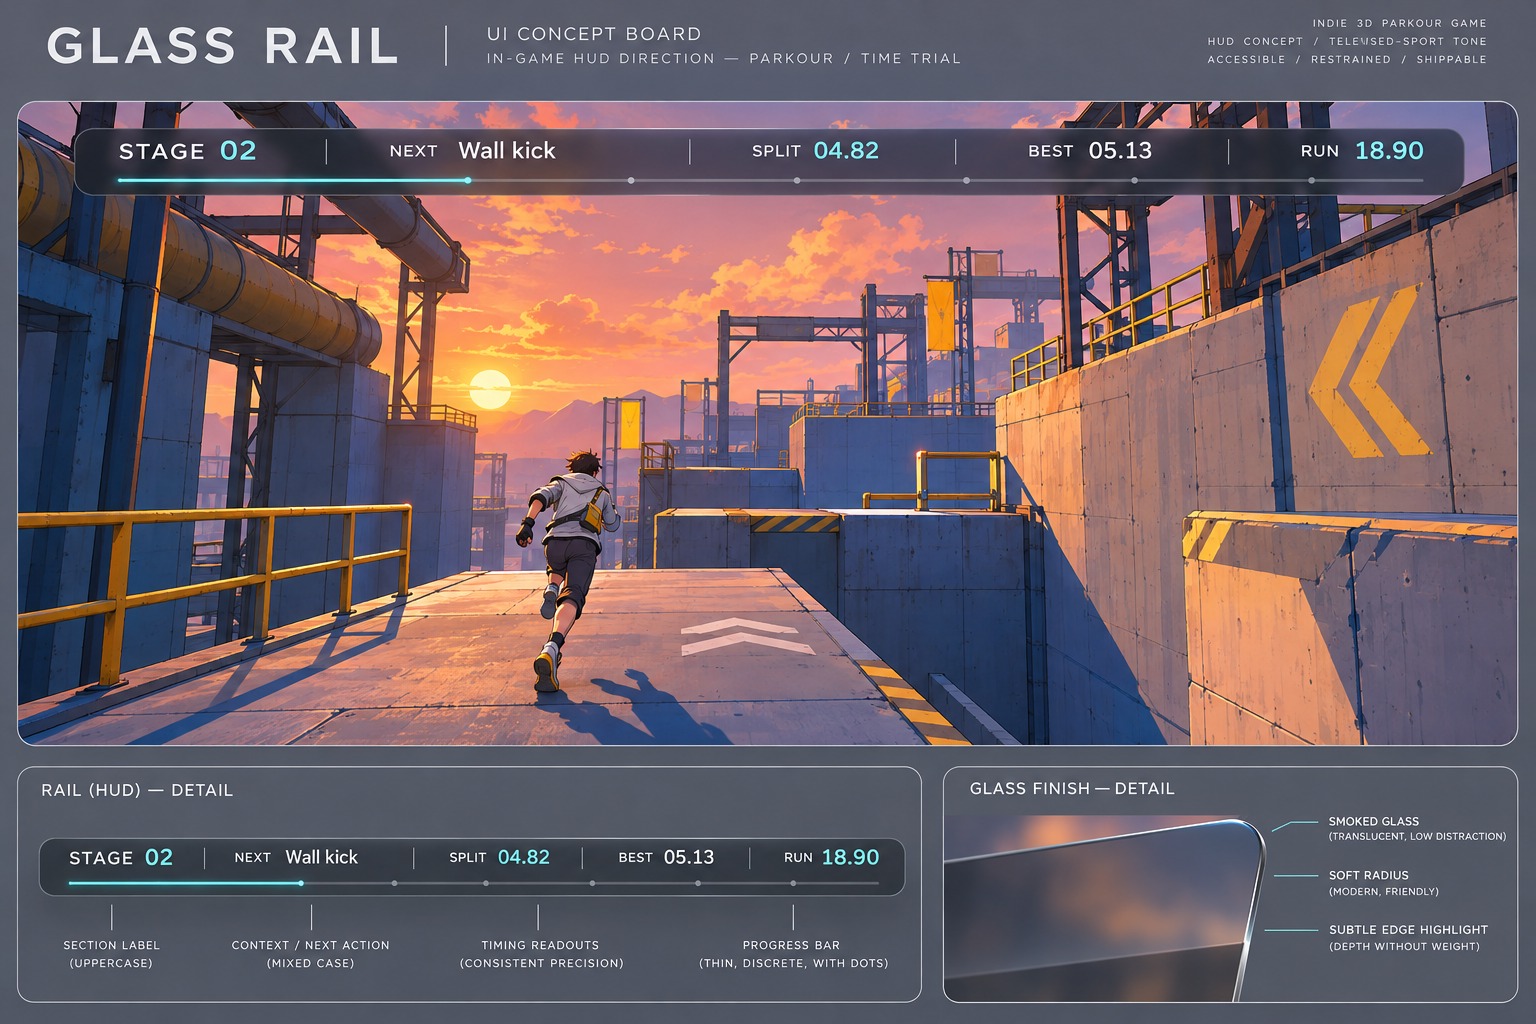 GLASS RAIL
UI CONCEPT BOARD
IN-GAME HUD DIRECTION — PARKOUR / TIME TRIAL
INDIE 3D PARKOUR GAME
HUD CONCEPT / TELEVISED-SPORT TONE
ACCESSIBLE / RESTRAINED / SHIPPABLE
STAGE 02 NEXT Wall kick SPLIT 04.82 BEST 05.13 RUN 18.90
RAIL (HUD) — DETAIL
STAGE 02 NEXT Wall kick SPLIT 04.82 BEST 05.13 RUN 18.90
SECTION LABEL
(UPPERCASE)
CONTEXT / NEXT ACTION
(MIXED CASE)
TIMING READOUTS
(CONSISTENT PRECISION)
PROGRESS BAR
(THIN, DISCRETE, WITH DOTS)
GLASS FINISH — DETAIL
SMOKED GLASS
(TRANSLUCENT, LOW DISTRACTION)
SOFT RADIUS
(MODERN, FRIENDLY)
SUBTLE EDGE HIGHLIGHT
(DEPTH WITHOUT WEIGHT)